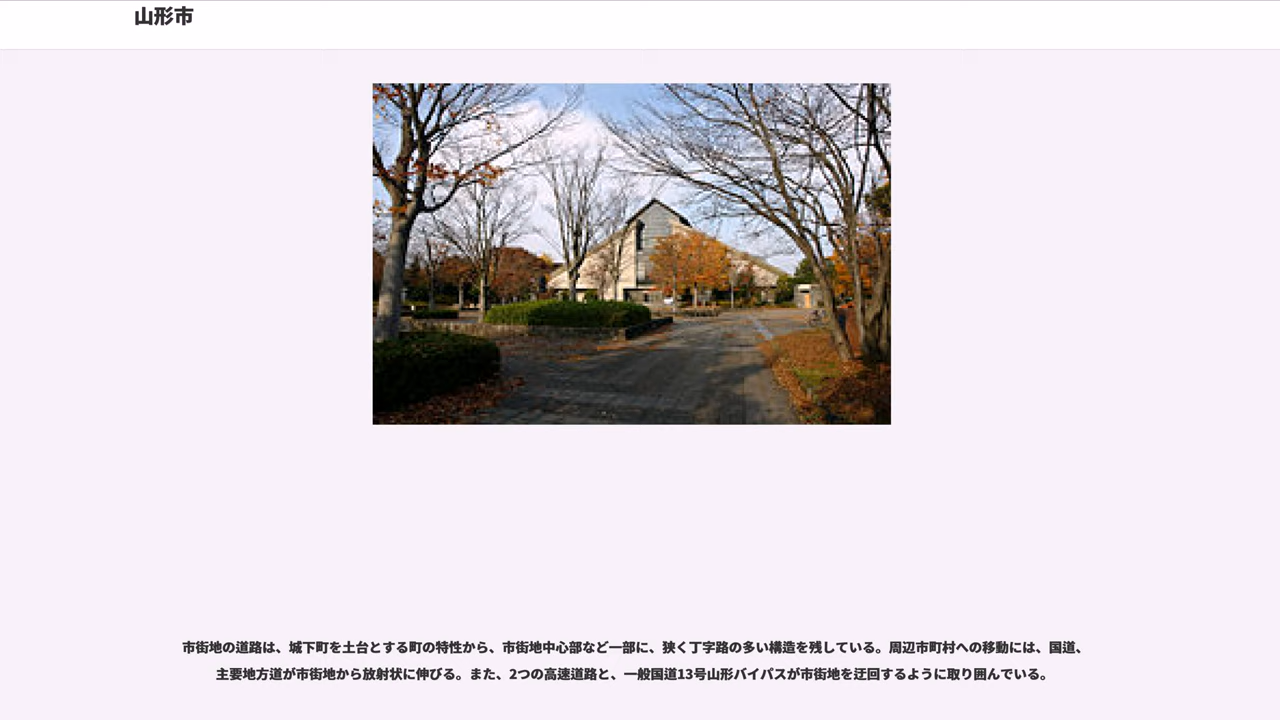 山形市
市街地の道路は、城下町を土台とする町の特性から、市街地中心部など一部に、狭く丁字路の多い構造を残している。周辺市町村への移動には、国道、
主要地方道が市街地から放射状に伸びる。また、2つの高速道路と、一般国道13号山形バイパスが市街地を迂回するように取り囲んでいる。